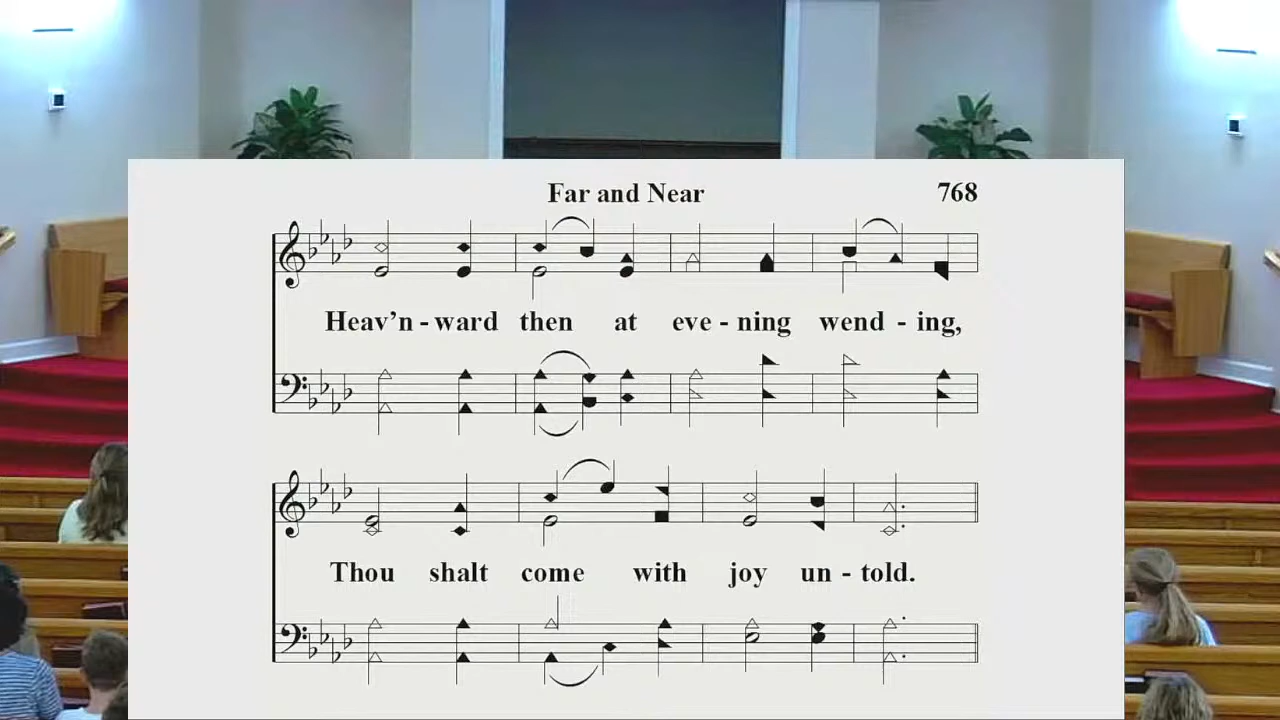 Far and Near 768
Heav’n - ward then at eve - ning wend - ing,
Thou shalt come with joy un - told.